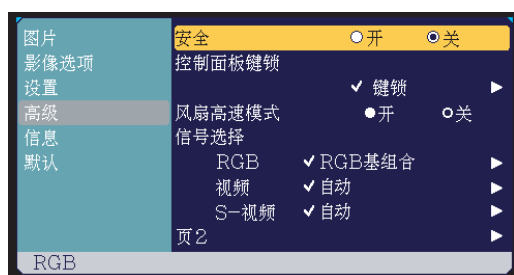 图片
影像选项
设置
高级
信息
默认
安全 开 关
控制面板键锁
键锁
风扇高速模式 开 关
信号选择
RGB RGB基组合
视频 自动
S-视频 自动
页2
RGB